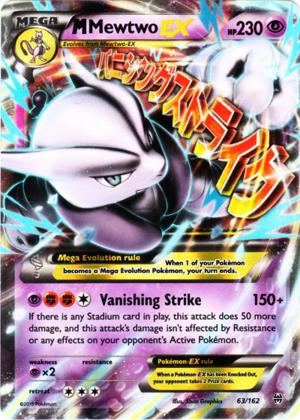 MEGA
M Mewtwo EX
HP 230
Evolves from Mewtwo-EX
バニシングストライク
Mega Evolution rule
When 1 of your Pokémon
becomes a Mega Evolution Pokémon, your turn ends.
Vanishing Strike 150+
If there is any Stadium card in play, this attack does 50 more
damage, and this attack's damage isn't affected by Resistance
or any effects on your opponent's Active Pokémon.
weakness
resistance
×2
retreat
Pokémon-EX rule
When a Pokémon-EX has been Knocked Out,
your opponent takes 2 Prize cards.
©2015 Pokémon
63/162